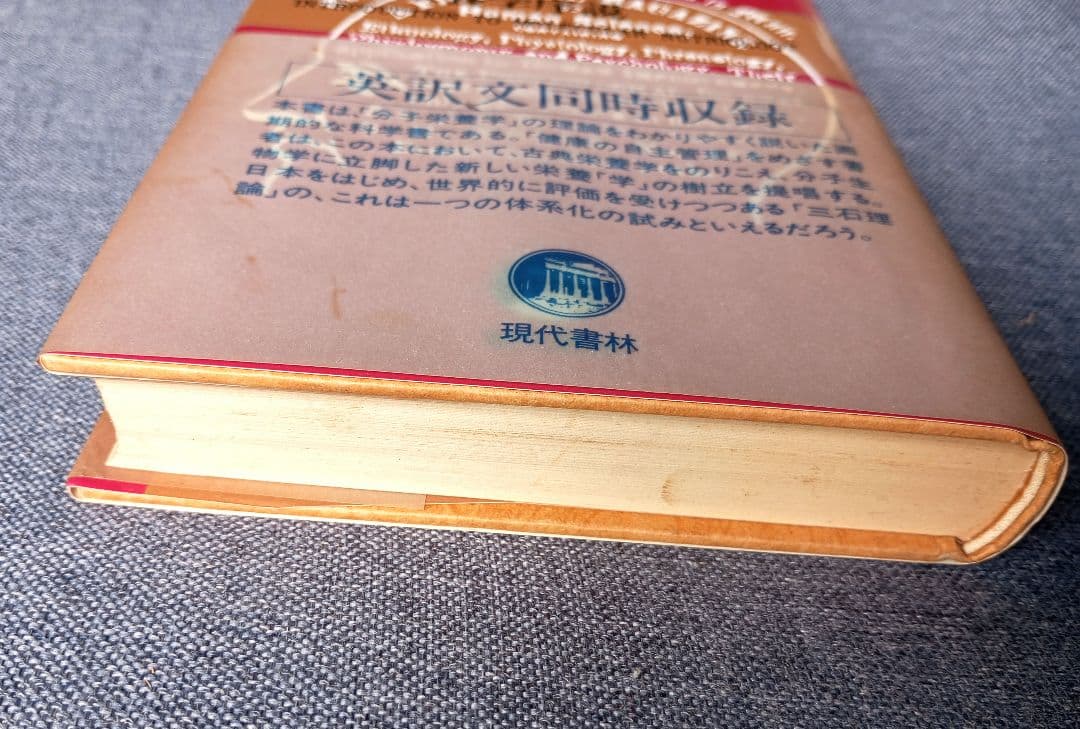 Human
Ethnology, Psychology, Phrenology,
and Psychology, Their
英訳文同時収録
本書は、「分子栄養学」の理論をわかりやすく説いた画
期的な科学書である。「健康の自主管理」をめざす著
者は、この本において、古典栄養学をのりこえ、分子生
物学に立脚した新しい栄養「学」の樹立を提唱する。
日本をはじめ、世界的に評価を受けつつある「三石理
論」の、これは一つの体系化の試みといえるだろう。
現代書林